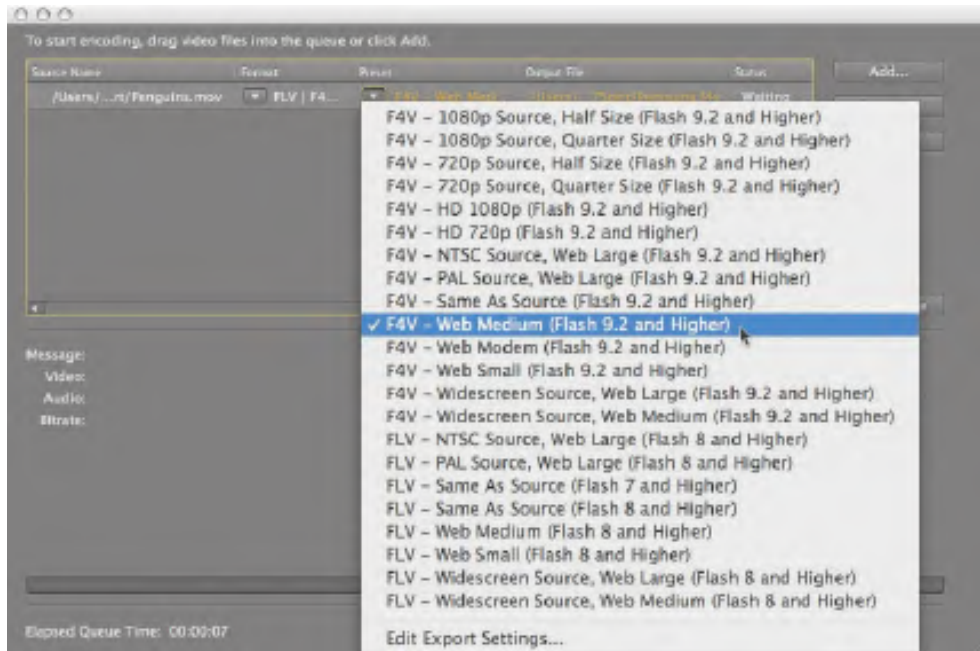 To start encoding, drag video files into the queue or click Add.
Source Name Format Preset Output File Status Add...
/Users/...rs/Penguins.mov FLV | F4... Waiting
F4V – 1080p Source, Half Size (Flash 9.2 and Higher)
F4V – 1080p Source, Quarter Size (Flash 9.2 and Higher)
F4V – 720p Source, Half Size (Flash 9.2 and Higher)
F4V – 720p Source, Quarter Size (Flash 9.2 and Higher)
F4V – HD 1080p (Flash 9.2 and Higher)
F4V – HD 720p (Flash 9.2 and Higher)
F4V – NTSC Source, Web Large (Flash 9.2 and Higher)
F4V – PAL Source, Web Large (Flash 9.2 and Higher)
F4V – Same As Source (Flash 9.2 and Higher)
✓ F4V – Web Medium (Flash 9.2 and Higher)
F4V – Web Modem (Flash 9.2 and Higher)
F4V – Web Small (Flash 9.2 and Higher)
F4V – Widescreen Source, Web Large (Flash 9.2 and Higher)
F4V – Widescreen Source, Web Medium (Flash 9.2 and Higher)
FLV – NTSC Source, Web Large (Flash 8 and Higher)
FLV – PAL Source, Web Large (Flash 8 and Higher)
FLV – Same As Source (Flash 7 and Higher)
FLV – Same As Source (Flash 8 and Higher)
FLV – Web Medium (Flash 8 and Higher)
FLV – Web Small (Flash 8 and Higher)
FLV – Widescreen Source, Web Large (Flash 8 and Higher)
FLV – Widescreen Source, Web Medium (Flash 8 and Higher)
Edit Export Settings...
Message:
Video:
Audio:
Bitrate:
Elapsed Queue Time: 00:00:07